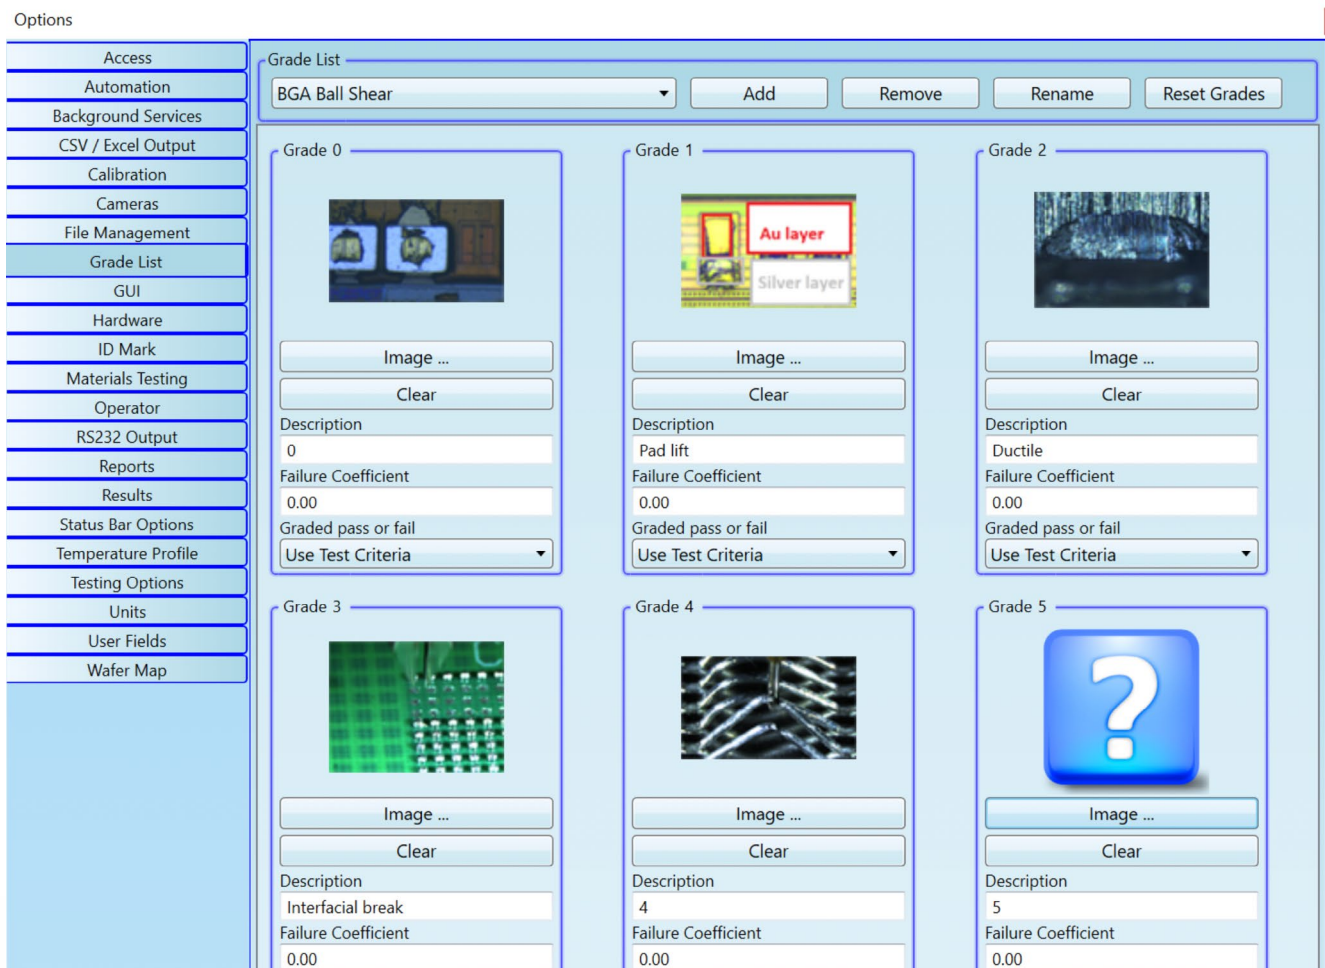 Options
Access
Automation
Background Services
CSV / Excel Output
Calibration
Cameras
File Management
Grade List
GUI
Hardware
ID Mark
Materials Testing
Operator
RS232 Output
Reports
Results
Status Bar Options
Temperature Profile
Testing Options
Units
User Fields
Wafer Map
Grade List
BGA Ball Shear Add Remove Rename Reset Grades
Grade 0
Image ...
Clear
Description
0
Failure Coefficient
0.00
Graded pass or fail
Use Test Criteria
Grade 1
Au layer
Silver layer
Image ...
Clear
Description
Pad lift
Failure Coefficient
0.00
Graded pass or fail
Use Test Criteria
Grade 2
Image ...
Clear
Description
Ductile
Failure Coefficient
0.00
Graded pass or fail
Use Test Criteria
Grade 3
Image ...
Clear
Description
Interfacial break
Failure Coefficient
0.00
Grade 4
Image ...
Clear
Description
4
Failure Coefficient
0.00
Grade 5
?
Image ...
Clear
Description
5
Failure Coefficient
0.00